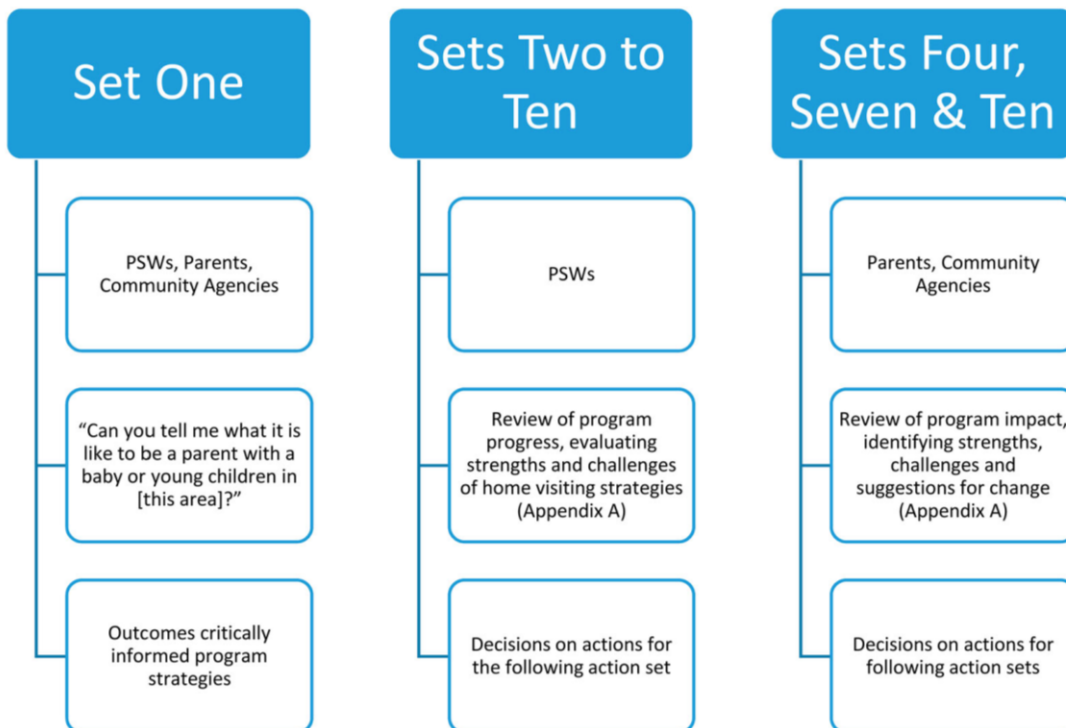 Set One
PSWs, Parents,
Community Agencies
“Can you tell me what it is
like to be a parent with a
baby or young children in
[this area]?”
Outcomes critically
informed program
strategies
Sets Two to
Ten
PSWs
Review of program
progress, evaluating
strengths and challenges
of home visiting strategies
(Appendix A)
Decisions on actions for
the following action set
Sets Four,
Seven & Ten
Parents, Community
Agencies
Review of program impact,
identifying strengths,
challenges and
suggestions for change
(Appendix A)
Decisions on actions for
following action sets